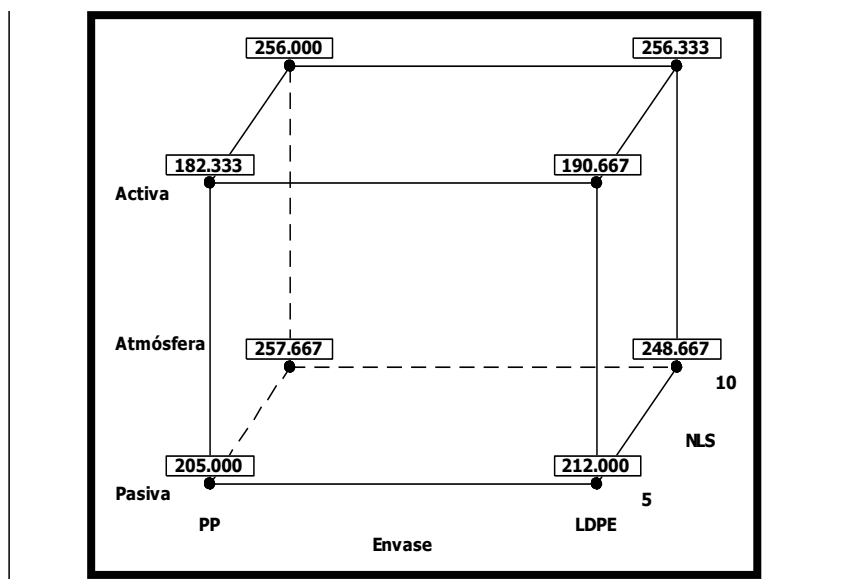 256.000 256.333
182.333 190.667
Activa
Atmósfera 257.667 248.667
10
NLS
205.000 212.000
Pasiva 5
PP LDPE
Envase